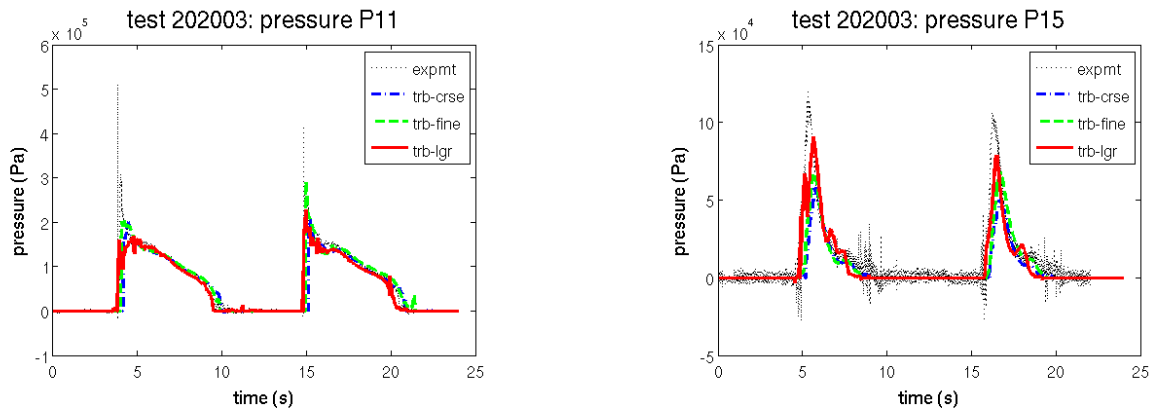 test 202003: pressure P11
x 10^5
6
5
4
3
2
1
0
-1
0 5 10 15 20 25
pressure (Pa)
time (s)
expmt
trb-crse
trb-fine
trb-lgr
test 202003: pressure P15
x 10^4
15
10
5
0
-5
0 5 10 15 20 25
pressure (Pa)
time (s)
expmt
trb-crse
trb-fine
trb-lgr